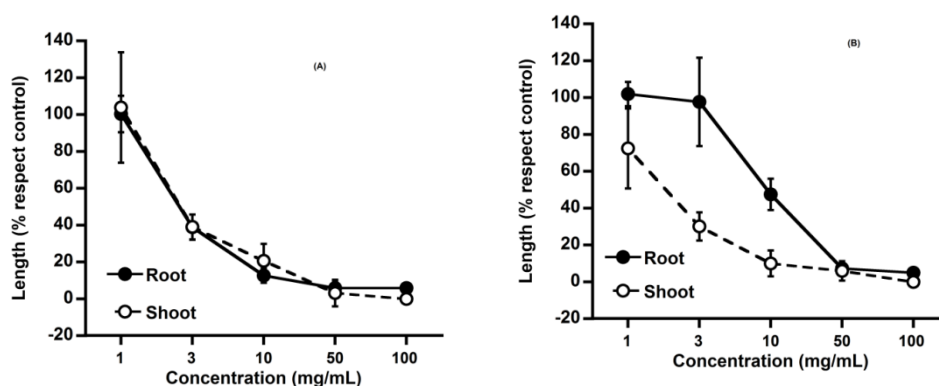 (A)
Length (% respect control)
140
120
100
80
60
40
20
0
-20
Root
Shoot
1 3 10 50 100
Concentration (mg/mL)
(B)
Length (% respect control)
140
120
100
80
60
40
20
0
-20
Root
Shoot
1 3 10 50 100
Concentration (mg/mL)